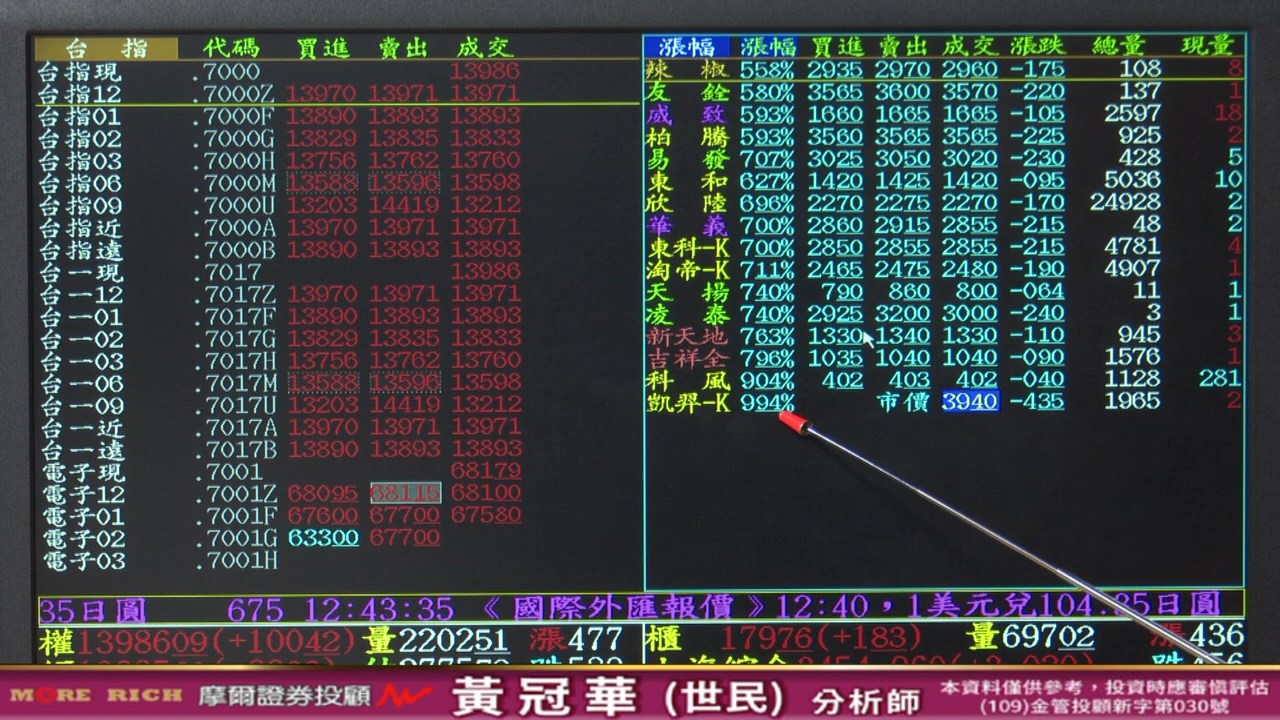 台 指 代碼 買進 賣出 成交
台指現 .7000 13986
台指12 .7000Z 13970 13971 13971
台指01 .7000F 13890 13893 13893
台指02 .7000G 13829 13835 13833
台指03 .7000H 13756 13762 13760
台指06 .7000M 13588 13596 13598
台指09 .7000U 13203 14419 13212
台指近 .7000A 13970 13971 13971
台指遠 .7000B 13890 13893 13893
台一現 .7017 13986
台一12 .7017Z 13970 13971 13971
台一01 .7017F 13890 13893 13893
台一02 .7017G 13829 13835 13833
台一03 .7017H 13756 13762 13760
台一06 .7017M 13588 13596 13598
台一09 .7017U 13203 14419 13212
台一近 .7017A 13970 13971 13971
台一遠 .7017B 13890 13893 13893
電子現 .7001 68179
電子12 .7001Z 68095 68115 68100
電子01 .7001F 67600 67700 67580
電子02 .7001G 63300 67700
電子03 .7001H
漲幅 漲幅 買進 賣出 成交 漲跌 總量 現量
辣 椒 558% 2935 2970 2960 -175 108 8
友 銓 580% 3565 3600 3570 -220 137 1
威 致 593% 1660 1665 1665 -105 2597 18
柏 騰 593% 3560 3565 3565 -225 925 2
易 發 707% 3025 3050 3020 -230 428 5
東 和 627% 1420 1425 1420 -095 5036 10
欣 陸 696% 2270 2275 2270 -170 24928 2
華 義 700% 2860 2915 2855 -215 48 2
東科-K 700% 2850 2855 2855 -215 4781 4
淘帝-K 711% 2465 2475 2480 -190 4907 1
天 揚 740% 790 860 800 -064 11 1
凌 泰 740% 2925 3200 3000 -240 3 1
新天地 763% 1330 1340 1330 -110 945 3
吉祥全 796% 1035 1040 1040 -090 1576 1
科 風 904% 402 403 402 -040 1128 281
凱羿-K 994% 市價 3940 -435 1965 2
35日圓 675 12:43:35 《國際外匯報價》12:40，1美元兌104.35日圓
權1398609(+10042) 量220251 漲477 櫃 17976(+183) 量69702 漲436
MORE RICH 摩爾證券投顧 黃冠華 (世民) 分析師
本資料僅供參考，投資時應審慎評估
(109)金管投顧新字第030號